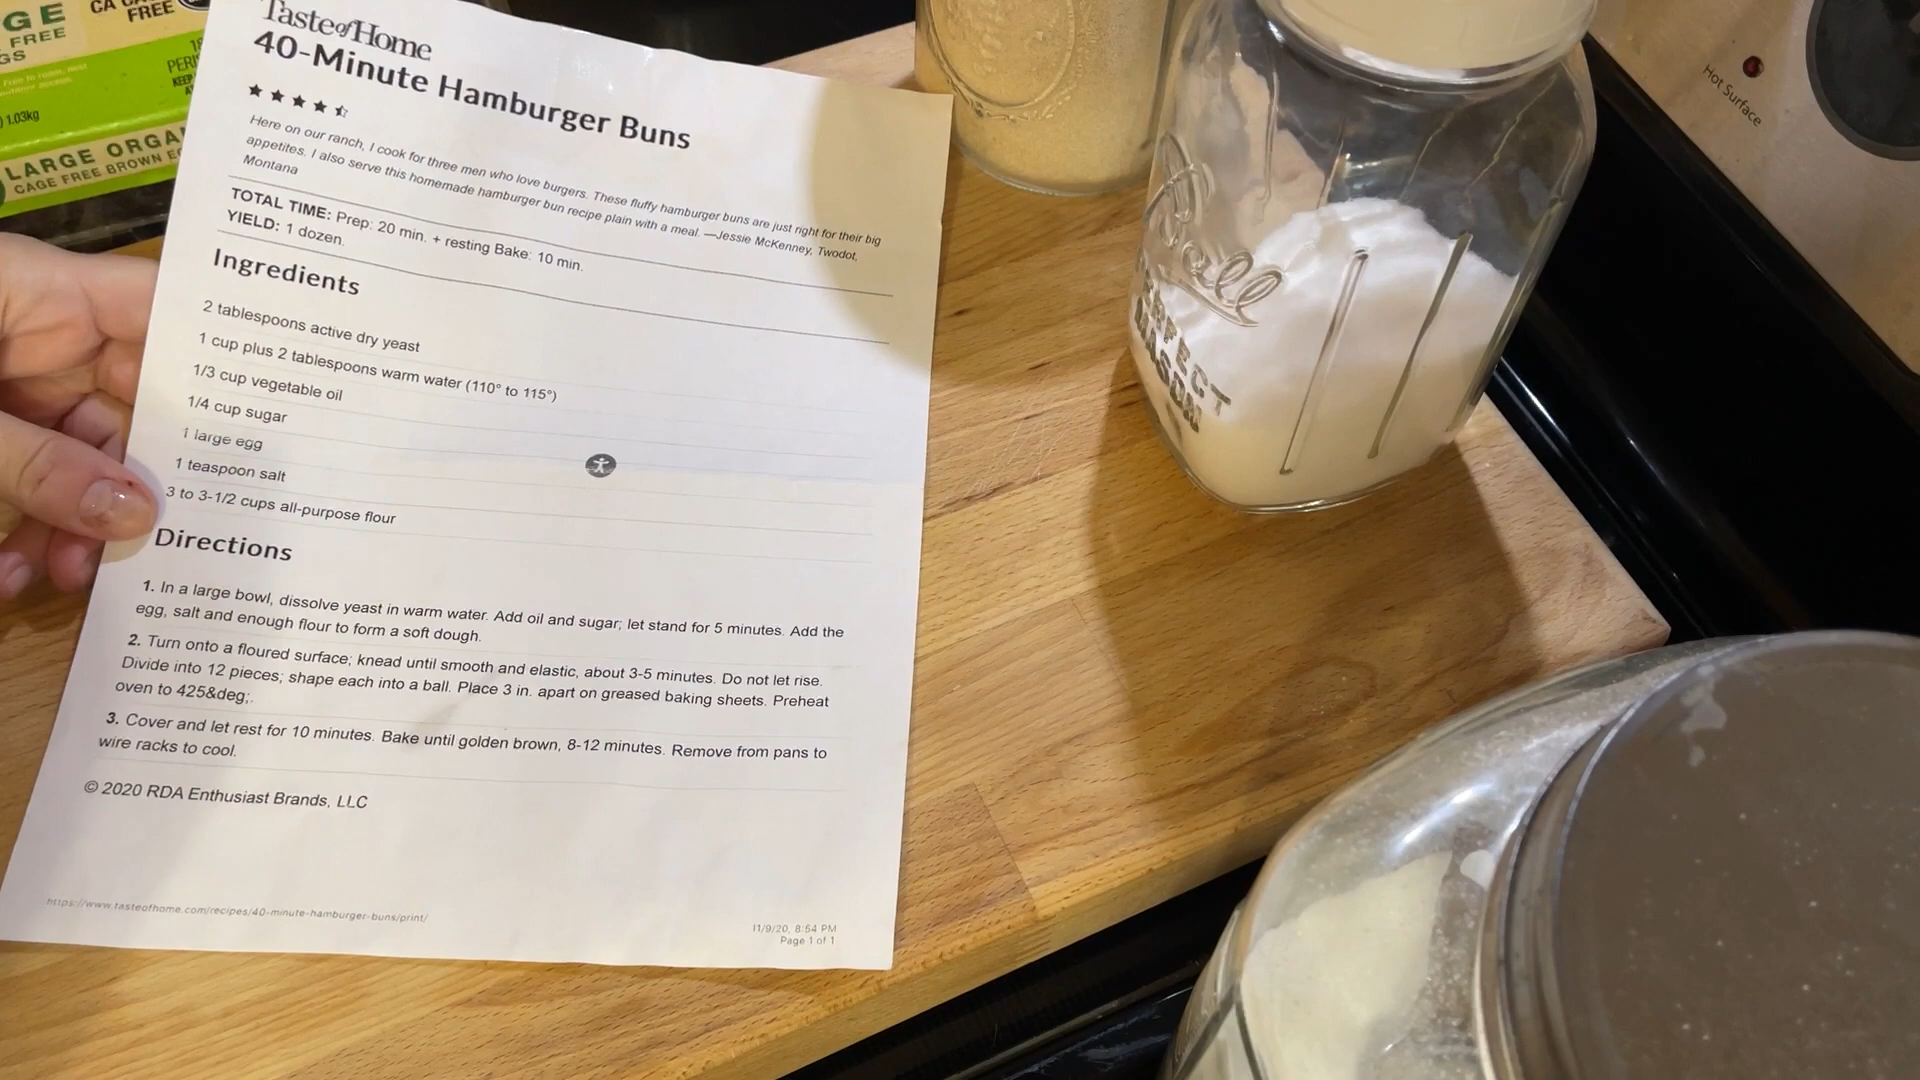 GE
FREE
GS
CA
FREE
PERI
KEEP
) 1.03kg
LARGE ORGA
CAGE FREE BROWN
Taste of Home
40-Minute Hamburger Buns
Here on our ranch, I cook for three men who love burgers. These fluffy hamburger buns are just right for their big
appetites. I also serve this homemade hamburger bun recipe plain with a meal. —Jessie McKenney, Twodot,
Montana
TOTAL TIME: Prep: 20 min. + resting Bake: 10 min.
YIELD: 1 dozen.
Ingredients
2 tablespoons active dry yeast
1 cup plus 2 tablespoons warm water (110° to 115°)
1/3 cup vegetable oil
1/4 cup sugar
1 large egg
1 teaspoon salt
3 to 3-1/2 cups all-purpose flour
Directions
1. In a large bowl, dissolve yeast in warm water. Add oil and sugar; let stand for 5 minutes. Add the
egg, salt and enough flour to form a soft dough.
2. Turn onto a floured surface; knead until smooth and elastic, about 3-5 minutes. Do not let rise.
Divide into 12 pieces; shape each into a ball. Place 3 in. apart on greased baking sheets. Preheat
oven to 425&deg;.
3. Cover and let rest for 10 minutes. Bake until golden brown, 8-12 minutes. Remove from pans to
wire racks to cool.
© 2020 RDA Enthusiast Brands, LLC
https://www.tasteofhome.com/recipes/40-minute-hamburger-buns/print/
11/9/20, 8:54 PM
Page 1 of 1
Ball
PERFECT
MASON
Hot Surface